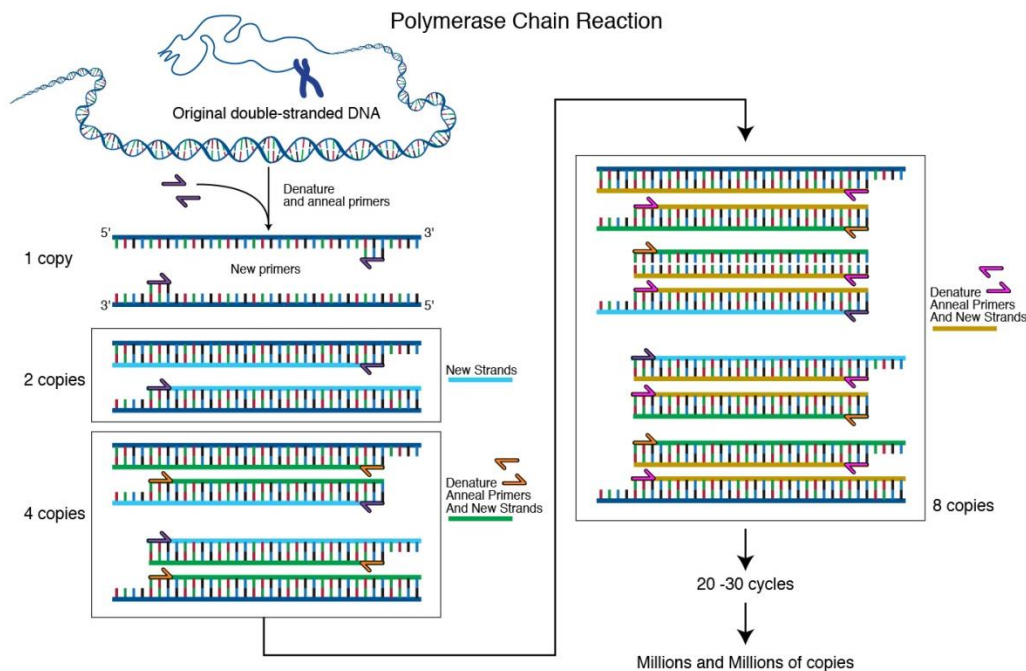 Polymerase Chain Reaction
Original double-stranded DNA
Denature
and anneal primers
5'
3'
1 copy
New primers
3'
5'
2 copies
New Strands
4 copies
Denature
Anneal Primers
And New Strands
Denature
Anneal Primers
And New Strands
8 copies
20 -30 cycles
Millions and Millions of copies